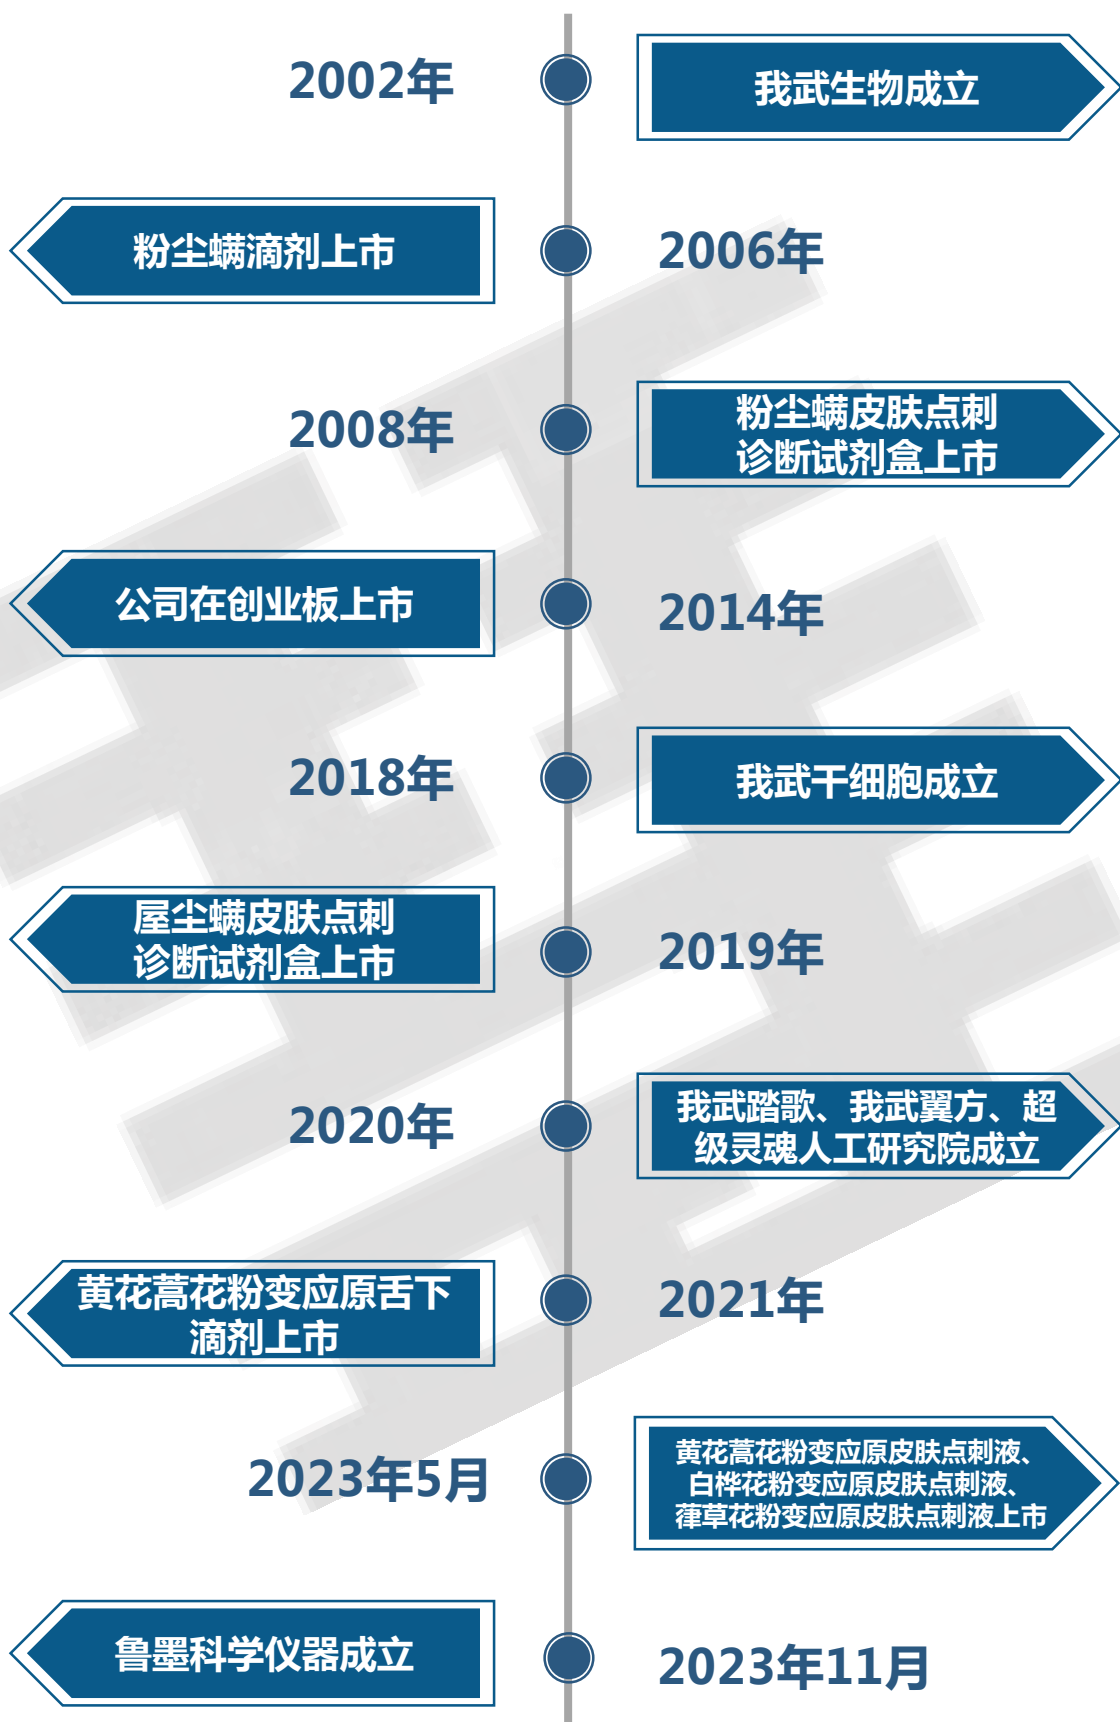 2002年
我武生物成立
粉尘螨滴剂上市
2006年
2008年
粉尘螨皮肤点刺
诊断试剂盒上市
公司在创业板上市
2014年
2018年
我武干细胞成立
屋尘螨皮肤点刺
诊断试剂盒上市
2019年
2020年
我武踏歌、我武翼方、超
级灵魂人工研究院成立
黄花蒿花粉变应原舌下
滴剂上市
2021年
2023年5月
黄花蒿花粉变应原皮肤点刺液、
白桦花粉变应原皮肤点刺液、
葎草花粉变应原皮肤点刺液上市
鲁墨科学仪器成立
2023年11月